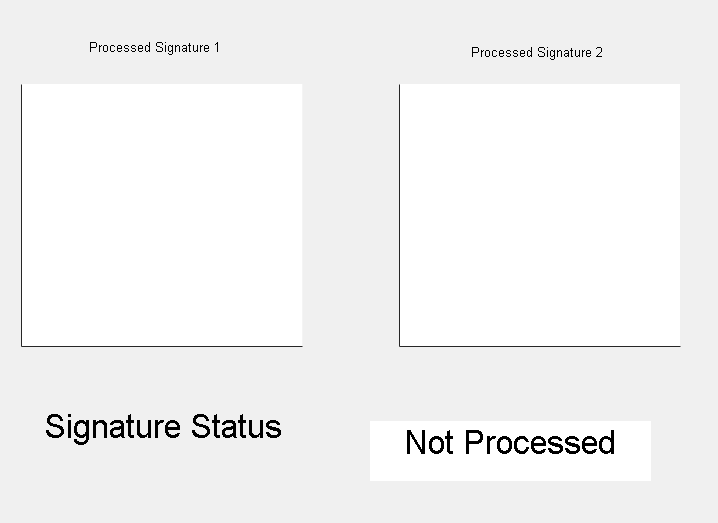 Processed Signature 1
Processed Signature 2
Signature Status
Not Processed